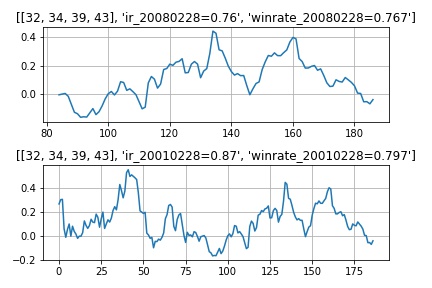 [[32, 34, 39, 43], 'ir_20080228=0.76', 'winrate_20080228=0.767']
0.4
0.2
0.0
80 100 120 140 160 180
[[32, 34, 39, 43], 'ir_20010228=0.87', 'winrate_20010228=0.797']
0.4
0.2
0.0
−0.2
0 25 50 75 100 125 150 175